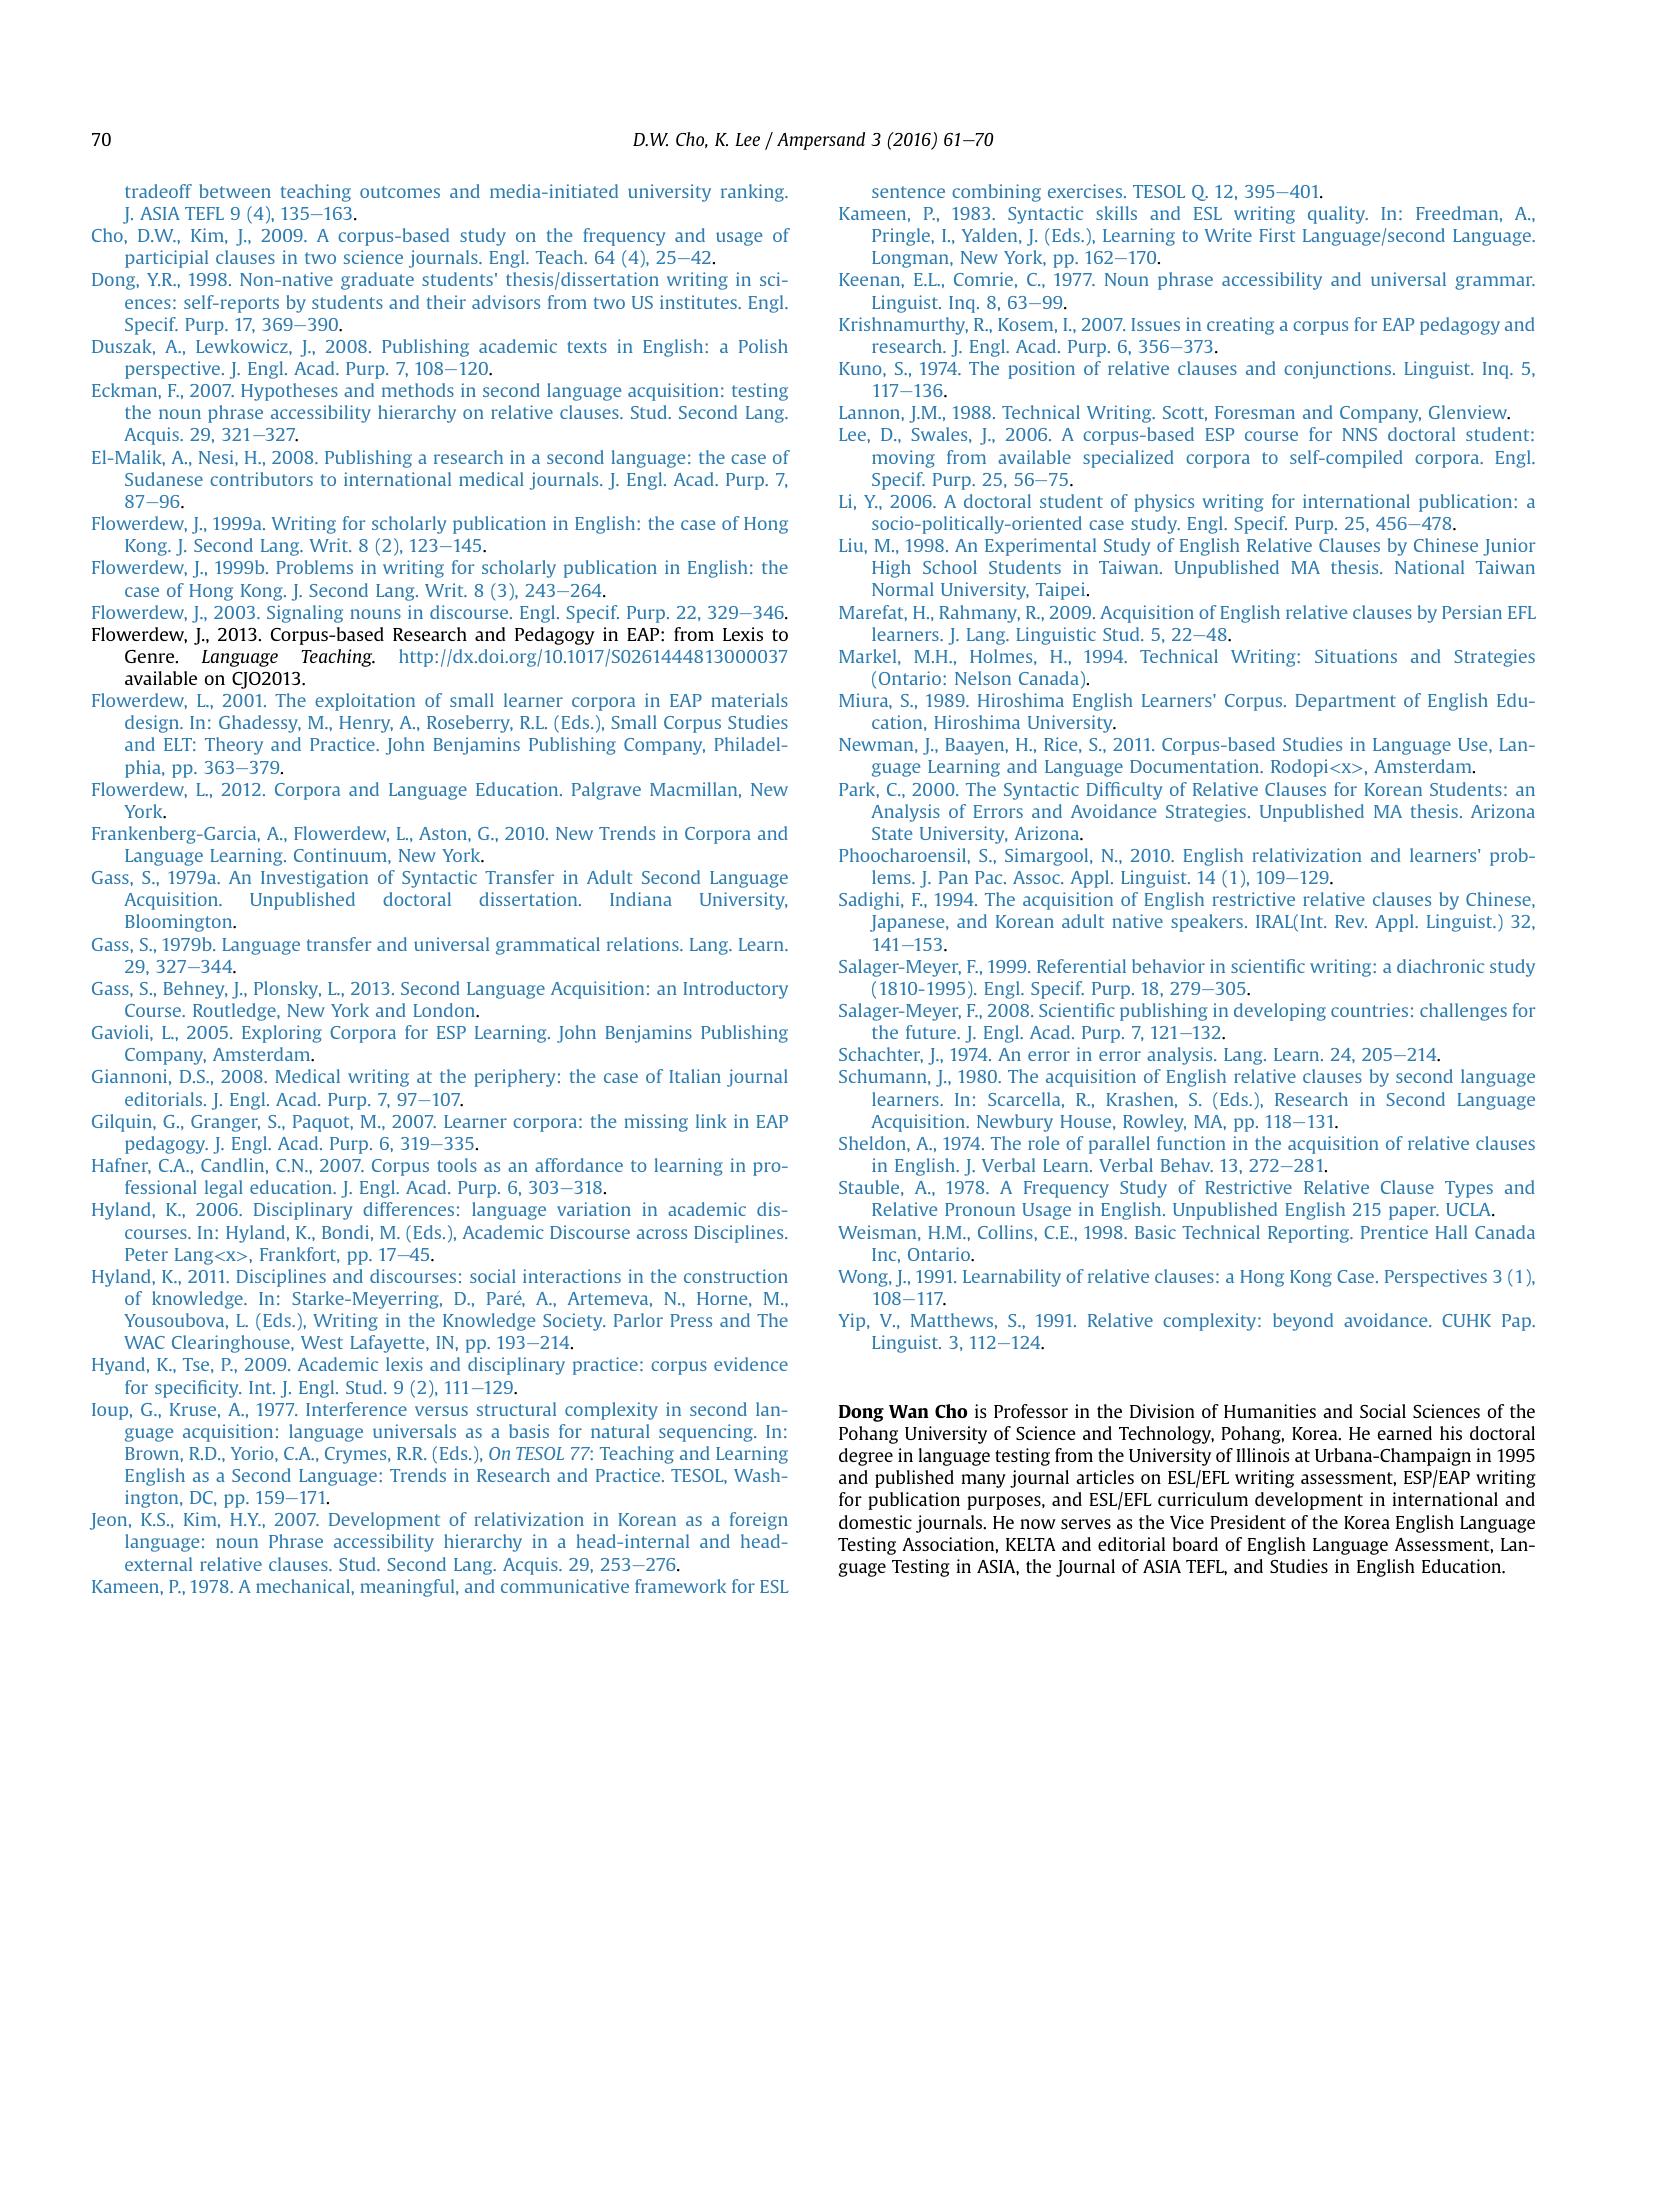 70
D.W. Cho, K. Lee / Ampersand 3 (2016) 61–70
tradeoff between teaching outcomes and media-initiated university ranking.
J. ASIA TEFL 9 (4), 135–163.
Cho, D.W., Kim, J., 2009. A corpus-based study on the frequency and usage of
participial clauses in two science journals. Engl. Teach. 64 (4), 25–42.
Dong, Y.R., 1998. Non-native graduate students' thesis/dissertation writing in sci-
ences: self-reports by students and their advisors from two US institutes. Engl.
Specif. Purp. 17, 369–390.
Duszak, A., Lewkowicz, J., 2008. Publishing academic texts in English: a Polish
perspective. J. Engl. Acad. Purp. 7, 108–120.
Eckman, F., 2007. Hypotheses and methods in second language acquisition: testing
the noun phrase accessibility hierarchy on relative clauses. Stud. Second Lang.
Acquis. 29, 321–327.
El-Malik, A., Nesi, H., 2008. Publishing a research in a second language: the case of
Sudanese contributors to international medical journals. J. Engl. Acad. Purp. 7,
87–96.
Flowerdew, J., 1999a. Writing for scholarly publication in English: the case of Hong
Kong. J. Second Lang. Writ. 8 (2), 123–145.
Flowerdew, J., 1999b. Problems in writing for scholarly publication in English: the
case of Hong Kong. J. Second Lang. Writ. 8 (3), 243–264.
Flowerdew, J., 2003. Signaling nouns in discourse. Engl. Specif. Purp. 22, 329–346.
Flowerdew, J., 2013. Corpus-based Research and Pedagogy in EAP: from Lexis to
Genre. Language Teaching. http://dx.doi.org/10.1017/S0261444813000037
available on CJO2013.
Flowerdew, L., 2001. The exploitation of small learner corpora in EAP materials
design. In: Ghadessy, M., Henry, A., Roseberry, R.L. (Eds.), Small Corpus Studies
and ELT: Theory and Practice. John Benjamins Publishing Company, Philadel-
phia, pp. 363–379.
Flowerdew, L., 2012. Corpora and Language Education. Palgrave Macmillan, New
York.
Frankenberg-Garcia, A., Flowerdew, L., Aston, G., 2010. New Trends in Corpora and
Language Learning. Continuum, New York.
Gass, S., 1979a. An Investigation of Syntactic Transfer in Adult Second Language
Acquisition. Unpublished doctoral dissertation. Indiana University,
Bloomington.
Gass, S., 1979b. Language transfer and universal grammatical relations. Lang. Learn.
29, 327–344.
Gass, S., Behney, J., Plonsky, L., 2013. Second Language Acquisition: an Introductory
Course. Routledge, New York and London.
Gavioli, L., 2005. Exploring Corpora for ESP Learning. John Benjamins Publishing
Company, Amsterdam.
Giannoni, D.S., 2008. Medical writing at the periphery: the case of Italian journal
editorials. J. Engl. Acad. Purp. 7, 97–107.
Gilquin, G., Granger, S., Paquot, M., 2007. Learner corpora: the missing link in EAP
pedagogy. J. Engl. Acad. Purp. 6, 319–335.
Hafner, C.A., Candlin, C.N., 2007. Corpus tools as an affordance to learning in pro-
fessional legal education. J. Engl. Acad. Purp. 6, 303–318.
Hyland, K., 2006. Disciplinary differences: language variation in academic dis-
courses. In: Hyland, K., Bondi, M. (Eds.), Academic Discourse across Disciplines.
Peter Lang<x>, Frankfort, pp. 17–45.
Hyland, K., 2011. Disciplines and discourses: social interactions in the construction
of knowledge. In: Starke-Meyerring, D., Paré, A., Artemeva, N., Horne, M.,
Yousoubova, L. (Eds.), Writing in the Knowledge Society. Parlor Press and The
WAC Clearinghouse, West Lafayette, IN, pp. 193–214.
Hyand, K., Tse, P., 2009. Academic lexis and disciplinary practice: corpus evidence
for specificity. Int. J. Engl. Stud. 9 (2), 111–129.
Ioup, G., Kruse, A., 1977. Interference versus structural complexity in second lan-
guage acquisition: language universals as a basis for natural sequencing. In:
Brown, R.D., Yorio, C.A., Crymes, R.R. (Eds.), On TESOL 77: Teaching and Learning
English as a Second Language: Trends in Research and Practice. TESOL, Wash-
ington, DC, pp. 159–171.
Jeon, K.S., Kim, H.Y., 2007. Development of relativization in Korean as a foreign
language: noun Phrase accessibility hierarchy in a head-internal and head-
external relative clauses. Stud. Second Lang. Acquis. 29, 253–276.
Kameen, P., 1978. A mechanical, meaningful, and communicative framework for ESL
sentence combining exercises. TESOL Q. 12, 395–401.
Kameen, P., 1983. Syntactic skills and ESL writing quality. In: Freedman, A.,
Pringle, I., Yalden, J. (Eds.), Learning to Write First Language/second Language.
Longman, New York, pp. 162–170.
Keenan, E.L., Comrie, C., 1977. Noun phrase accessibility and universal grammar.
Linguist. Inq. 8, 63–99.
Krishnamurthy, R., Kosem, I., 2007. Issues in creating a corpus for EAP pedagogy and
research. J. Engl. Acad. Purp. 6, 356–373.
Kuno, S., 1974. The position of relative clauses and conjunctions. Linguist. Inq. 5,
117–136.
Lannon, J.M., 1988. Technical Writing. Scott, Foresman and Company, Glenview.
Lee, D., Swales, J., 2006. A corpus-based ESP course for NNS doctoral student:
moving from available specialized corpora to self-compiled corpora. Engl.
Specif. Purp. 25, 56–75.
Li, Y., 2006. A doctoral student of physics writing for international publication: a
socio-politically-oriented case study. Engl. Specif. Purp. 25, 456–478.
Liu, M., 1998. An Experimental Study of English Relative Clauses by Chinese Junior
High School Students in Taiwan. Unpublished MA thesis. National Taiwan
Normal University, Taipei.
Marefat, H., Rahmany, R., 2009. Acquisition of English relative clauses by Persian EFL
learners. J. Lang. Linguistic Stud. 5, 22–48.
Markel, M.H., Holmes, H., 1994. Technical Writing: Situations and Strategies
(Ontario: Nelson Canada).
Miura, S., 1989. Hiroshima English Learners' Corpus. Department of English Edu-
cation, Hiroshima University.
Newman, J., Baayen, H., Rice, S., 2011. Corpus-based Studies in Language Use, Lan-
guage Learning and Language Documentation. Rodopi<x>, Amsterdam.
Park, C., 2000. The Syntactic Difficulty of Relative Clauses for Korean Students: an
Analysis of Errors and Avoidance Strategies. Unpublished MA thesis. Arizona
State University, Arizona.
Phoocharoensil, S., Simargool, N., 2010. English relativization and learners' prob-
lems. J. Pan Pac. Assoc. Appl. Linguist. 14 (1), 109–129.
Sadighi, F., 1994. The acquisition of English restrictive relative clauses by Chinese,
Japanese, and Korean adult native speakers. IRAL(Int. Rev. Appl. Linguist.) 32,
141–153.
Salager-Meyer, F., 1999. Referential behavior in scientific writing: a diachronic study
(1810-1995). Engl. Specif. Purp. 18, 279–305.
Salager-Meyer, F., 2008. Scientific publishing in developing countries: challenges for
the future. J. Engl. Acad. Purp. 7, 121–132.
Schachter, J., 1974. An error in error analysis. Lang. Learn. 24, 205–214.
Schumann, J., 1980. The acquisition of English relative clauses by second language
learners. In: Scarcella, R., Krashen, S. (Eds.), Research in Second Language
Acquisition. Newbury House, Rowley, MA, pp. 118–131.
Sheldon, A., 1974. The role of parallel function in the acquisition of relative clauses
in English. J. Verbal Learn. Verbal Behav. 13, 272–281.
Stauble, A., 1978. A Frequency Study of Restrictive Relative Clause Types and
Relative Pronoun Usage in English. Unpublished English 215 paper. UCLA.
Weisman, H.M., Collins, C.E., 1998. Basic Technical Reporting. Prentice Hall Canada
Inc, Ontario.
Wong, J., 1991. Learnability of relative clauses: a Hong Kong Case. Perspectives 3 (1),
108–117.
Yip, V., Matthews, S., 1991. Relative complexity: beyond avoidance. CUHK Pap.
Linguist. 3, 112–124.
Dong Wan Cho is Professor in the Division of Humanities and Social Sciences of the
Pohang University of Science and Technology, Pohang, Korea. He earned his doctoral
degree in language testing from the University of Illinois at Urbana-Champaign in 1995
and published many journal articles on ESL/EFL writing assessment, ESP/EAP writing
for publication purposes, and ESL/EFL curriculum development in international and
domestic journals. He now serves as the Vice President of the Korea English Language
Testing Association, KELTA and editorial board of English Language Assessment, Lan-
guage Testing in ASIA, the Journal of ASIA TEFL, and Studies in English Education.